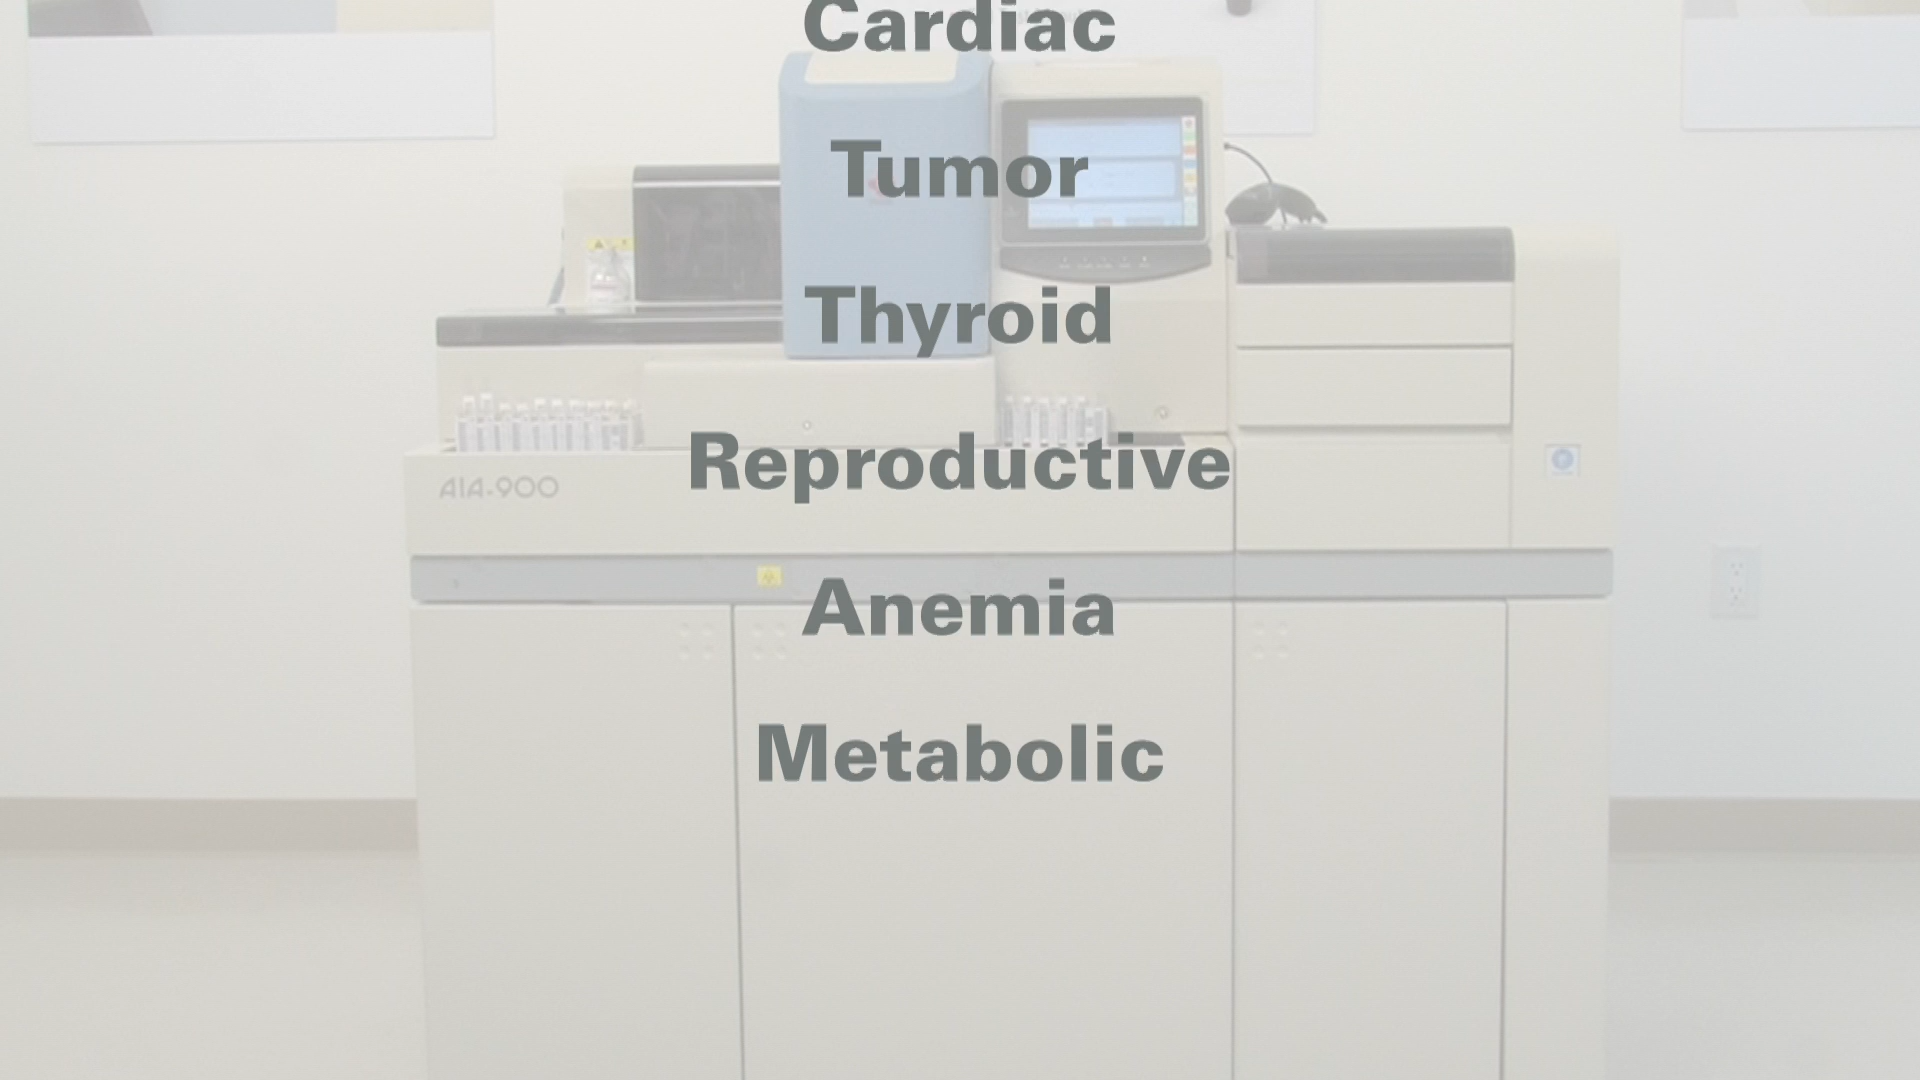 Cardiac
Tumor
Thyroid
Reproductive
AIA-900
Anemia
Metabolic